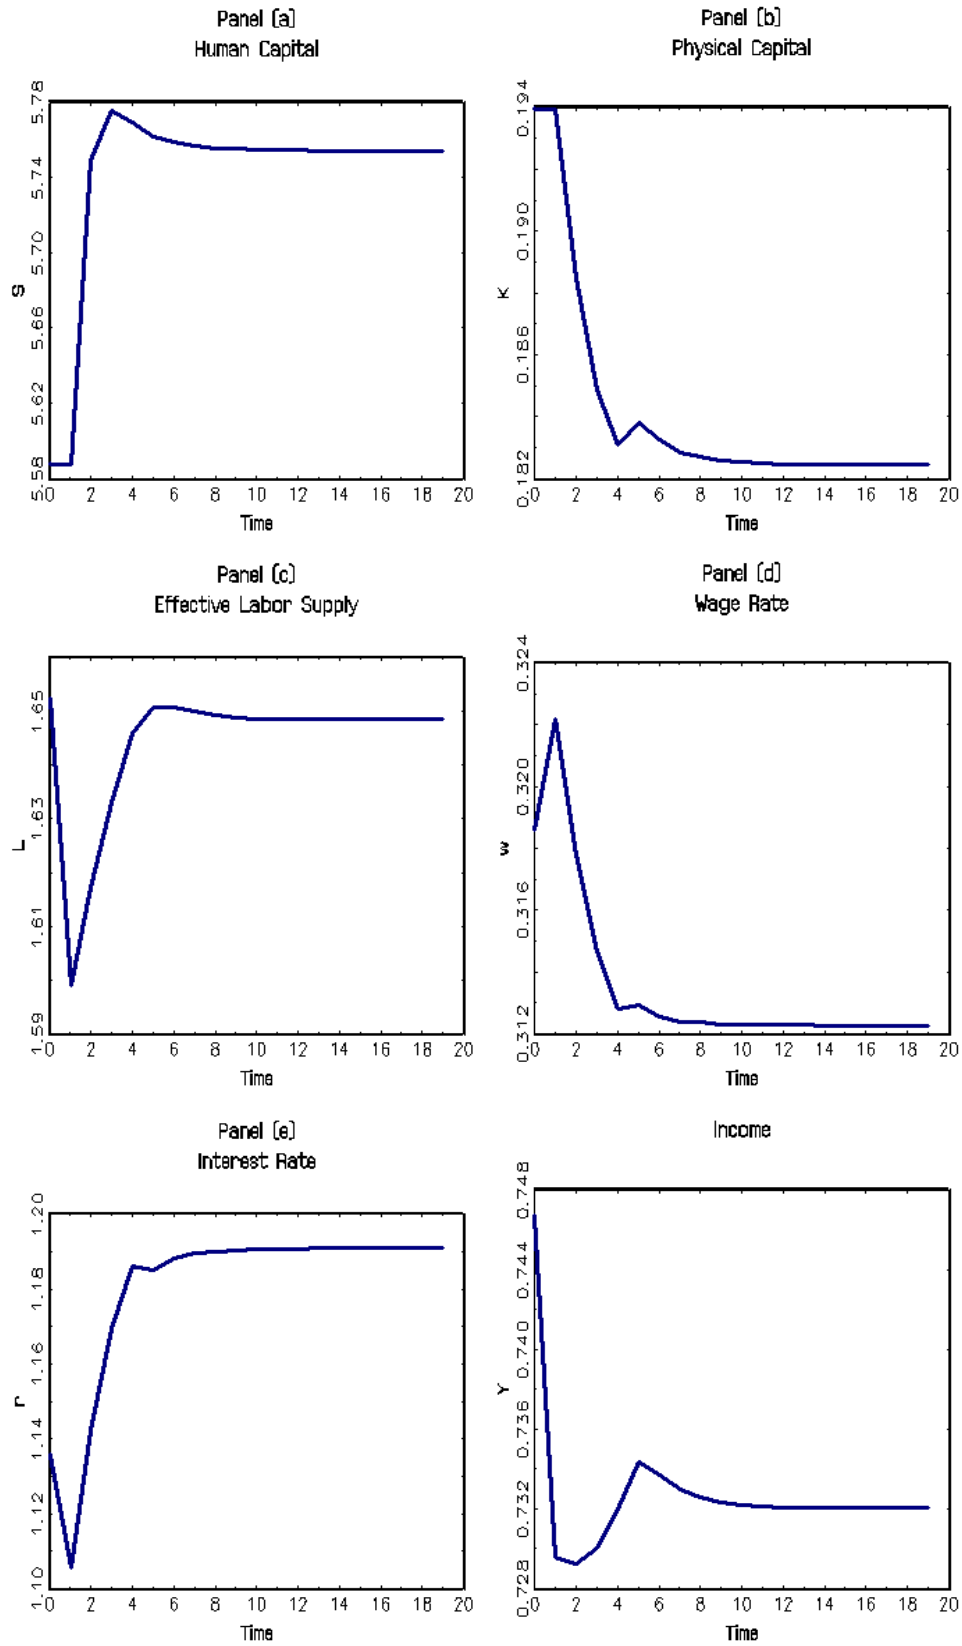 Panel (a)
Human Capital
5.78
5.74
5.70
5.66
5.62
5.58
S
0 2 4 6 8 10 12 14 16 18 20
Time
Panel (b)
Physical Capital
0.194
0.190
0.186
0.182
K
0 2 4 6 8 10 12 14 16 18 20
Time
Panel (c)
Effective Labor Supply
1.65
1.63
1.61
1.59
L
0 2 4 6 8 10 12 14 16 18 20
Time
Panel (d)
Wage Rate
0.324
0.320
0.316
0.312
w
0 2 4 6 8 10 12 14 16 18 20
Time
Panel (e)
Interest Rate
1.20
1.18
1.16
1.14
1.12
1.10
r
0 2 4 6 8 10 12 14 16 18 20
Time
Income
0.748
0.744
0.740
0.736
0.732
0.728
Y
0 2 4 6 8 10 12 14 16 18 20
Time